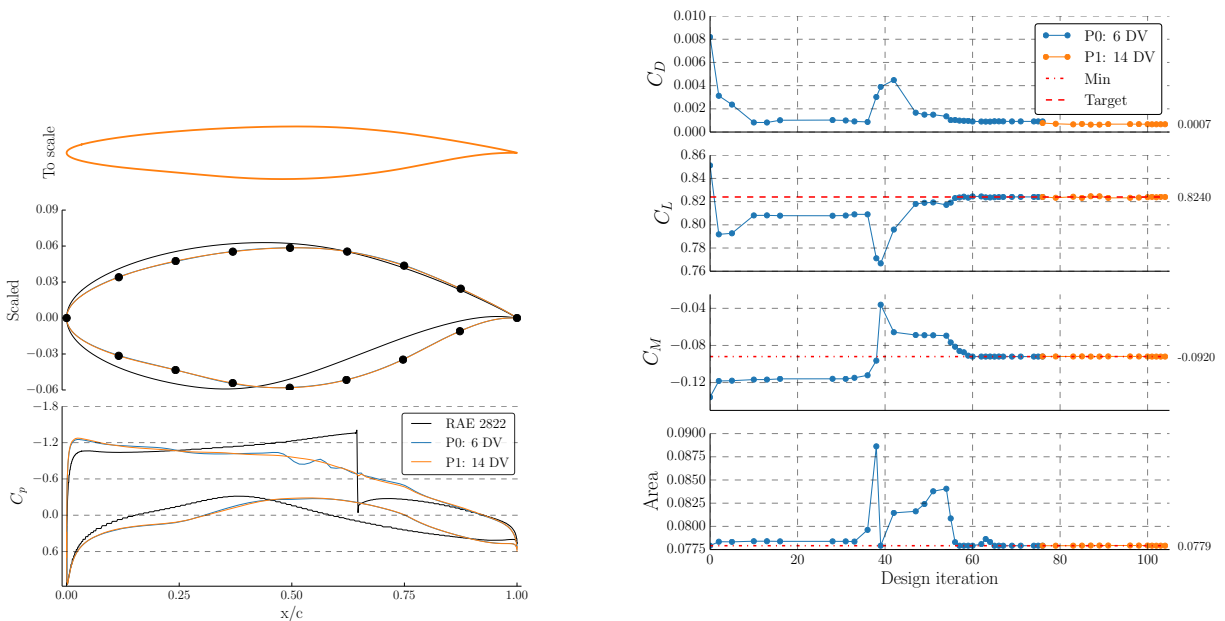 To scale
0.09
0.06
0.03
0.00
−0.03
−0.06
Scaled
−1.8
−1.2
−0.6
0.0
0.6
C_p
RAE 2822
P0: 6 DV
P1: 14 DV
0.00 0.25 0.50 0.75 1.00
x/c
0.010
0.008
0.006
0.004
0.002
0.000
C_D
P0: 6 DV
P1: 14 DV
Min
Target
0.0007
0.86
0.84
0.82
0.80
0.78
0.76
C_L
0.8240
−0.04
−0.08
−0.12
C_M
-0.0920
0.0900
0.0875
0.0850
0.0825
0.0800
0.0775
Area
0.0779
0 20 40 60 80 100
Design iteration